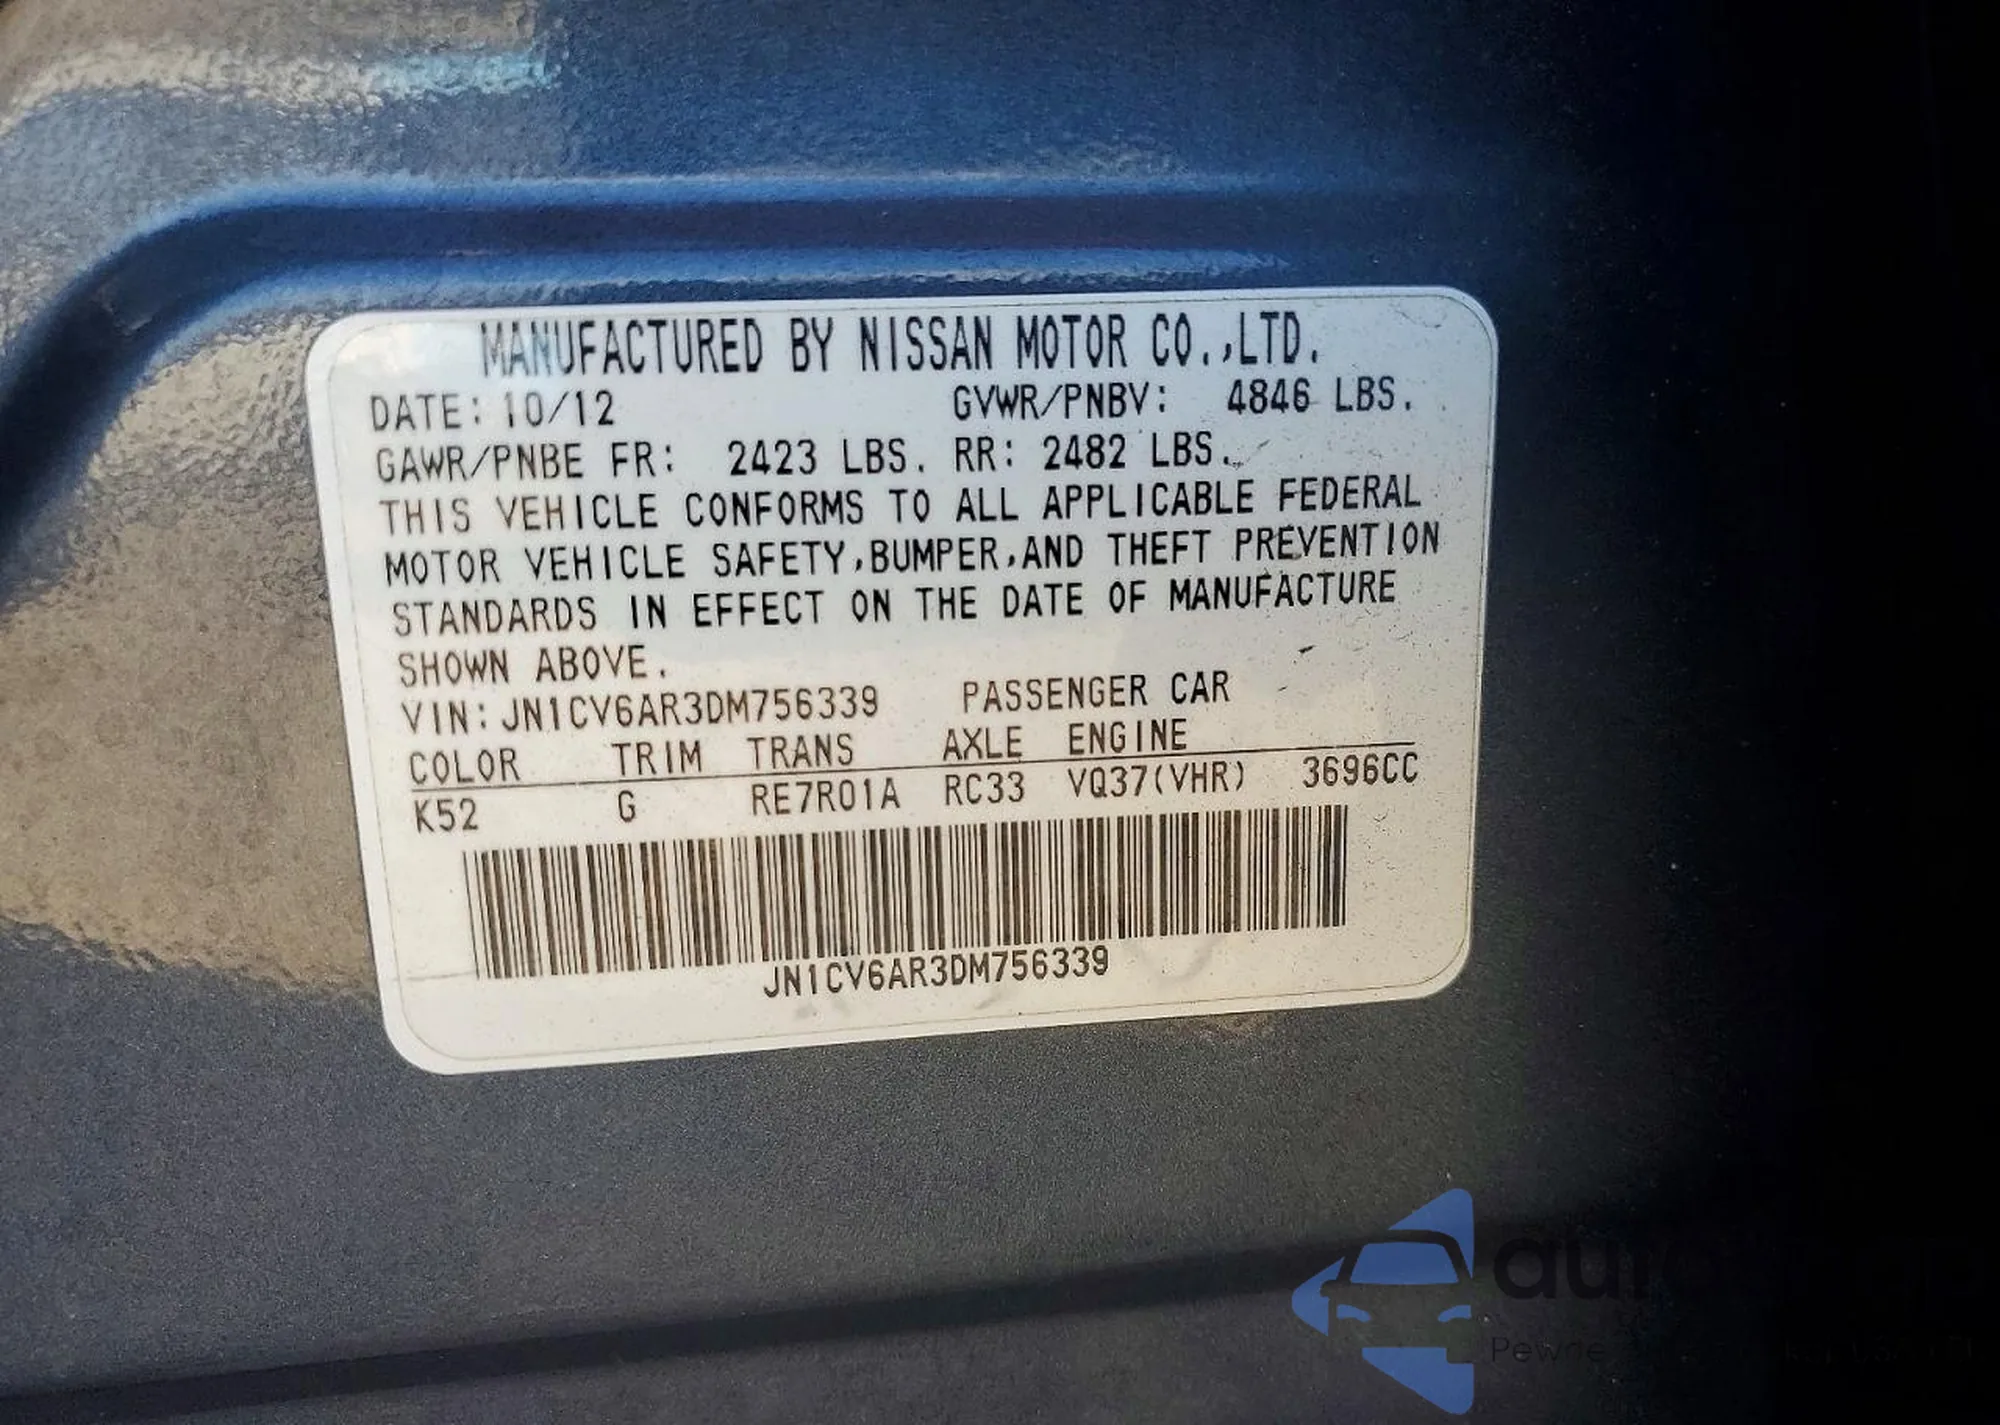 MANUFACTURED BY NISSAN MOTOR CO.,LTD.
DATE: 10/12 GVWR/PNBV: 4846 LBS.
GAWR/PNBE FR: 2423 LBS. RR: 2482 LBS.
THIS VEHICLE CONFORMS TO ALL APPLICABLE FEDERAL
MOTOR VEHICLE SAFETY,BUMPER,AND THEFT PREVENTION
STANDARDS IN EFFECT ON THE DATE OF MANUFACTURE
SHOWN ABOVE.
VIN: JN1CV6AR3DM756339 PASSENGER CAR
COLOR TRIM TRANS AXLE ENGINE
K52 G RE7R01A RC33 VQ37(VHR) 3696CC
JN1CV6AR3DM756339
Pewne